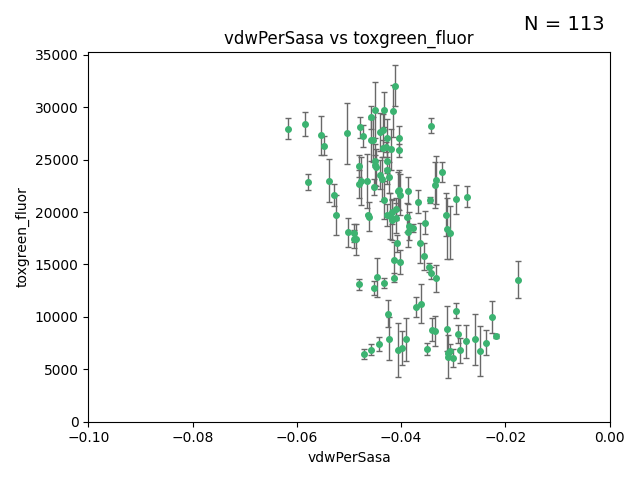 N = 113
vdwPerSasa vs toxgreen_fluor
35000
30000
25000
20000
15000
10000
5000
0
toxgreen_fluor
−0.10 −0.08 −0.06 −0.04 −0.02 0.00
vdwPerSasa